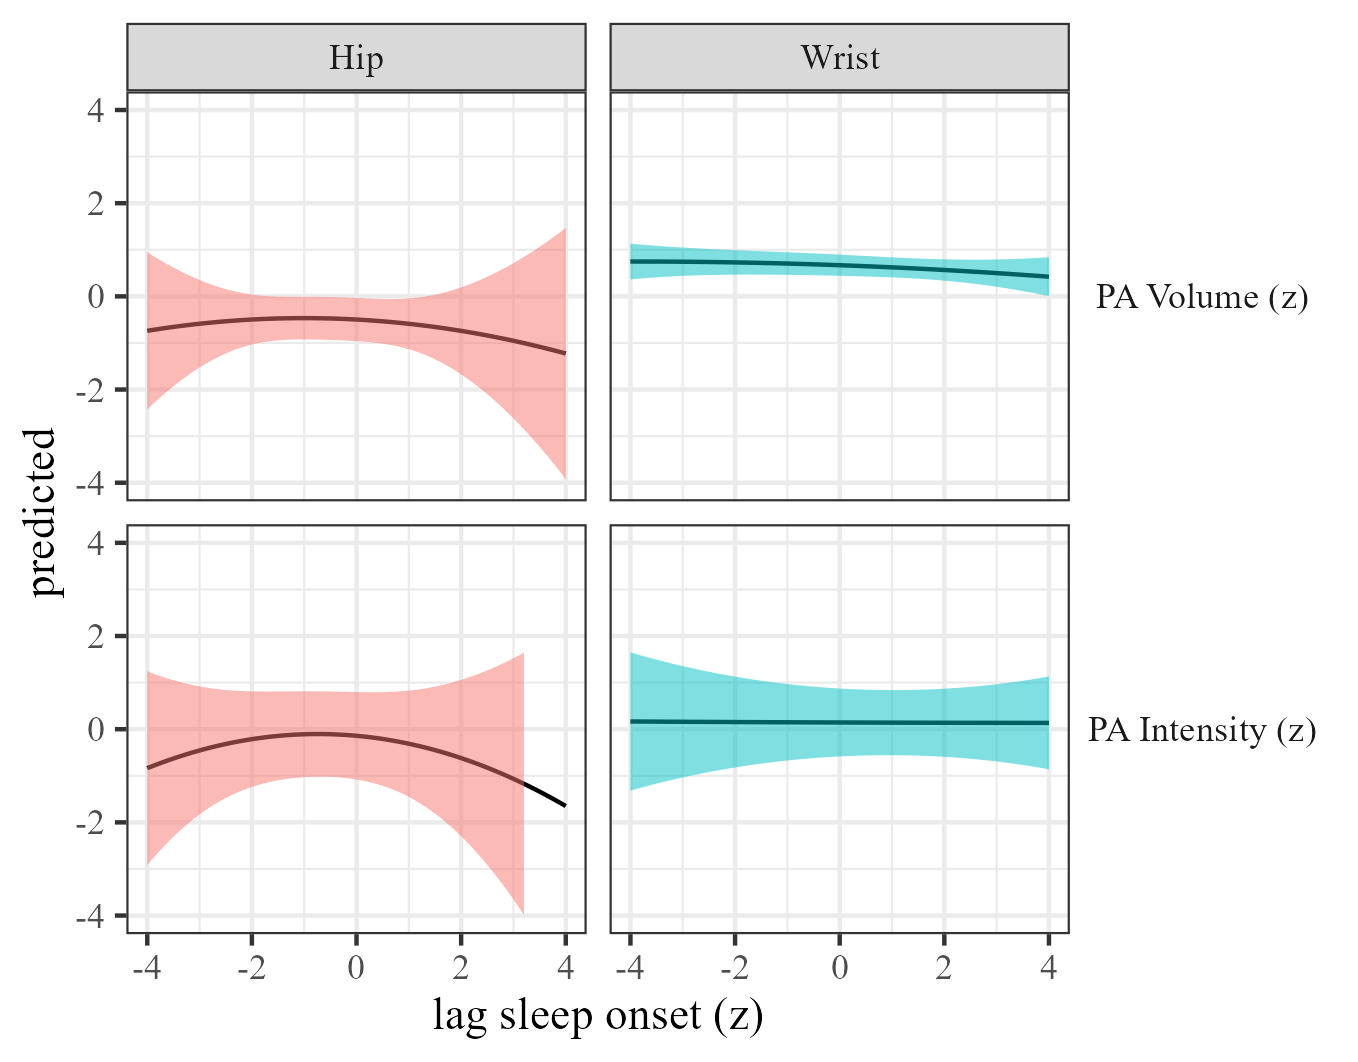 Hip
Wrist
4
2
0
-2
-4
PA Volume (z)
predicted
4
2
0
-2
-4
PA Intensity (z)
-4 -2 0 2 4
-4 -2 0 2 4
lag sleep onset (z)